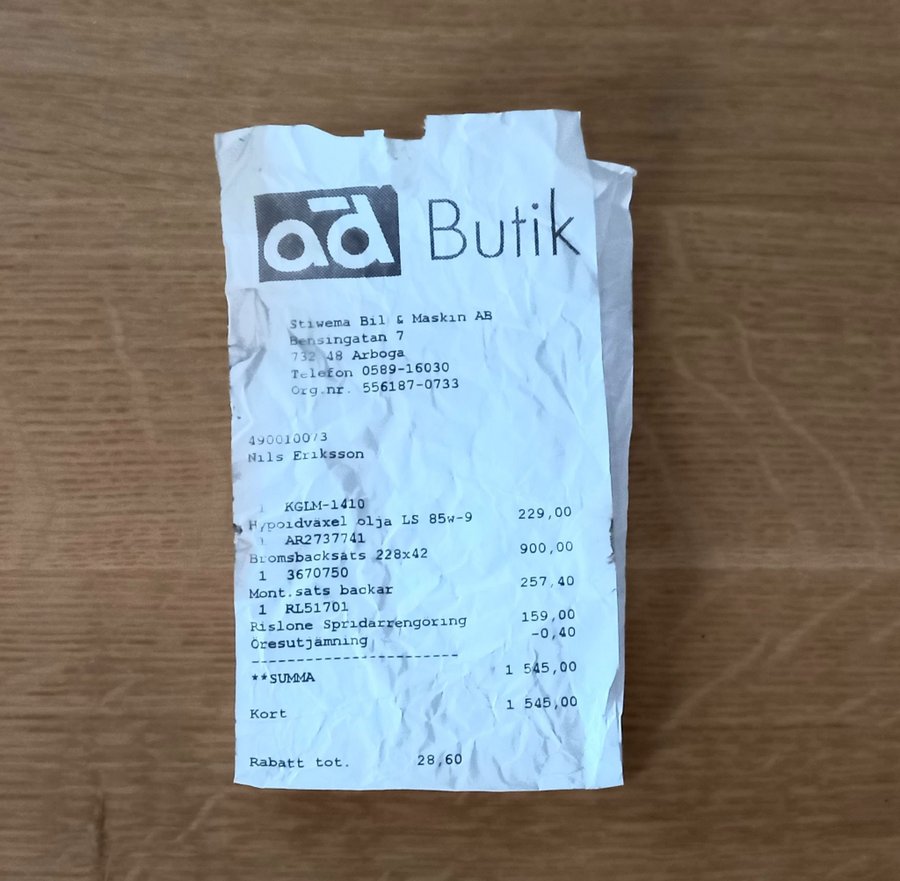 ad Butik
Stiwema Bil & Maskin AB
Bensingatan 7
732 48 Arboga
Telefon 0589-16030
Org.nr. 556187-0733
490010073
Nils Eriksson
1 KGLM-1410
Hypoidväxel olja LS 85w-9 229,00
1 AR2737741
Bromsbacksats 228x42 900,00
1 3670750
Mont.sats backar 257,40
1 RL51701
Rislone Spridarrengöring 159,00
Öresutjämning -0,40
-----------------------
**SUMMA 1 545,00
Kort 1 545,00
Rabatt tot. 28,60